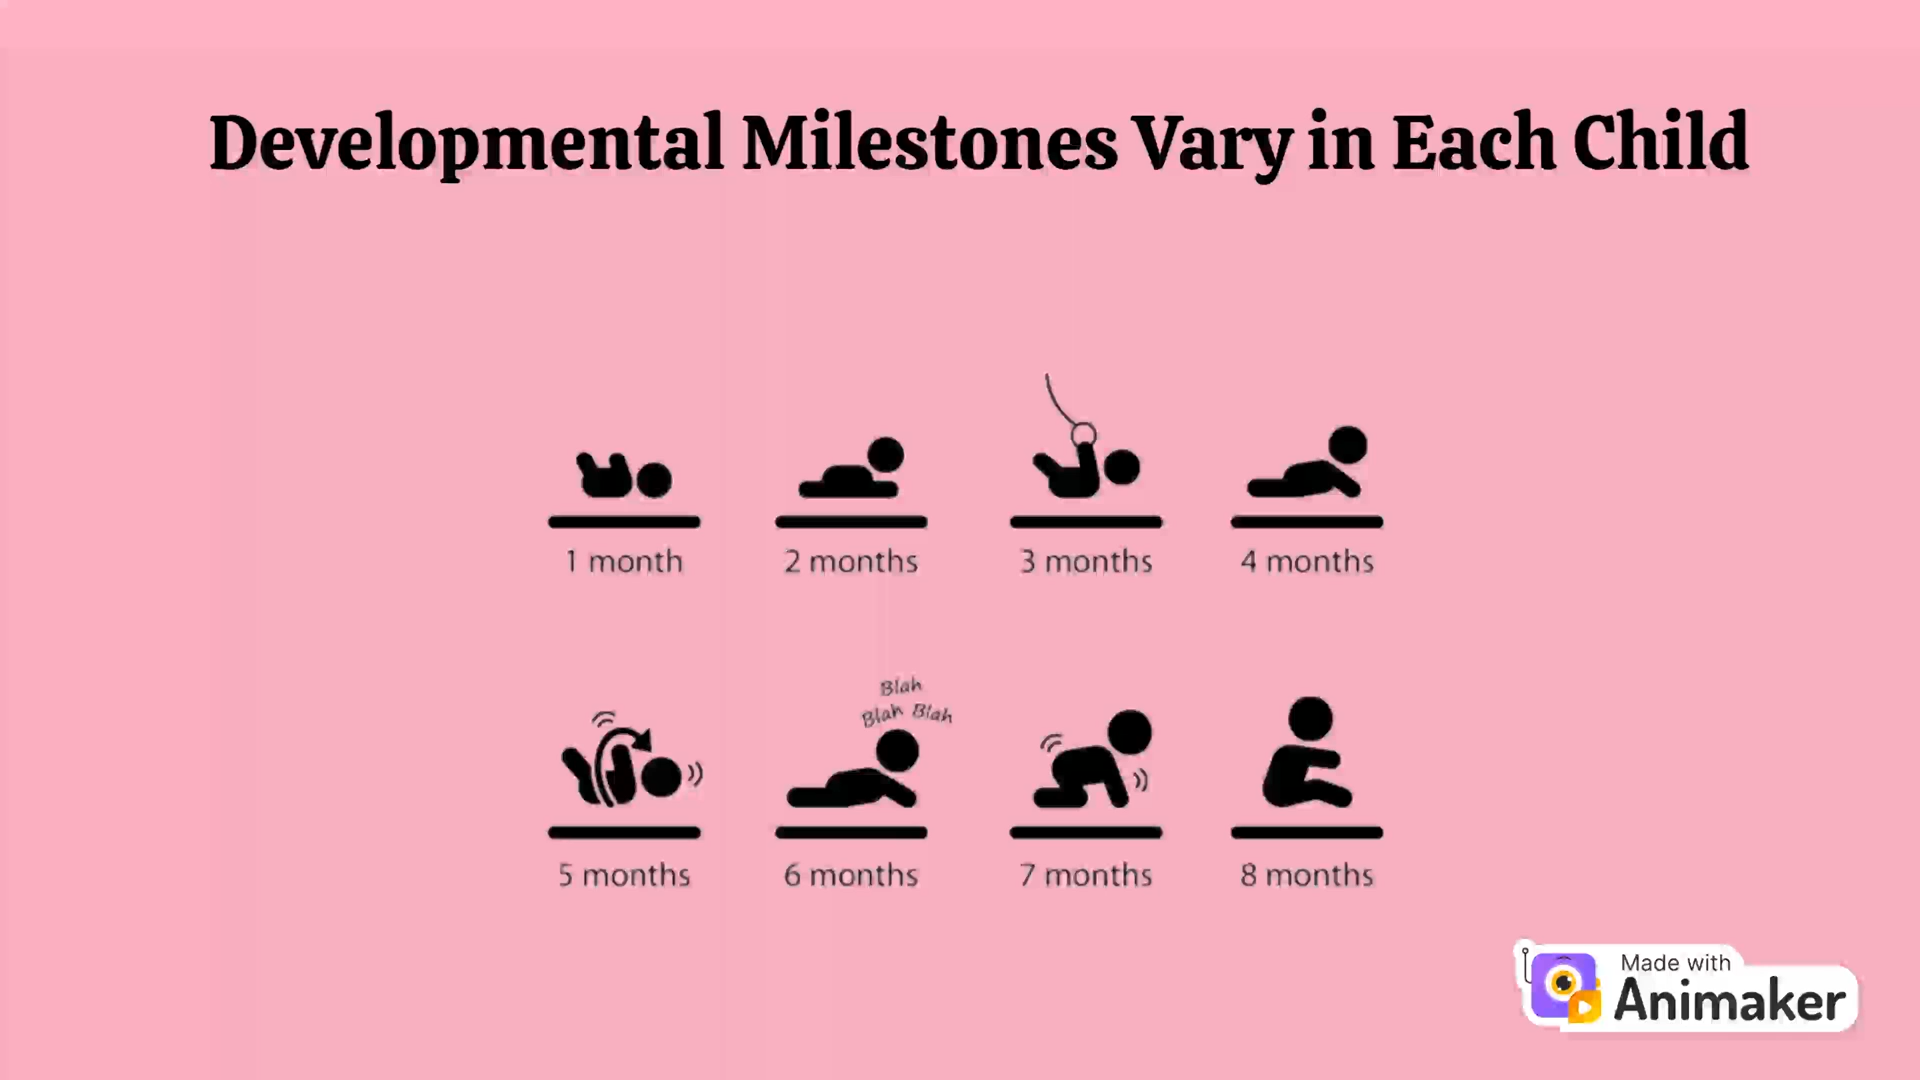 Developmental Milestones Vary in Each Child
1 month
2 months
3 months
4 months
Blah
Blah Blah
5 months
6 months
7 months
8 months
Made with
Animaker